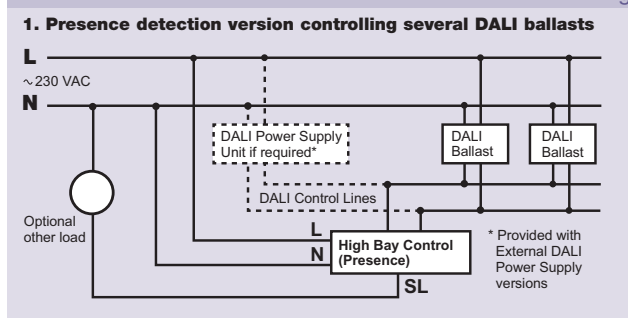 1. Presence detection version controlling several DALI ballasts
L
~230 VAC
N
DALI Power Supply
Unit if required*
DALI
Ballast
DALI
Ballast
DALI Control Lines
Optional
other load
L
N
High Bay Control
(Presence)
SL
* Provided with
External DALI
Power Supply
versions